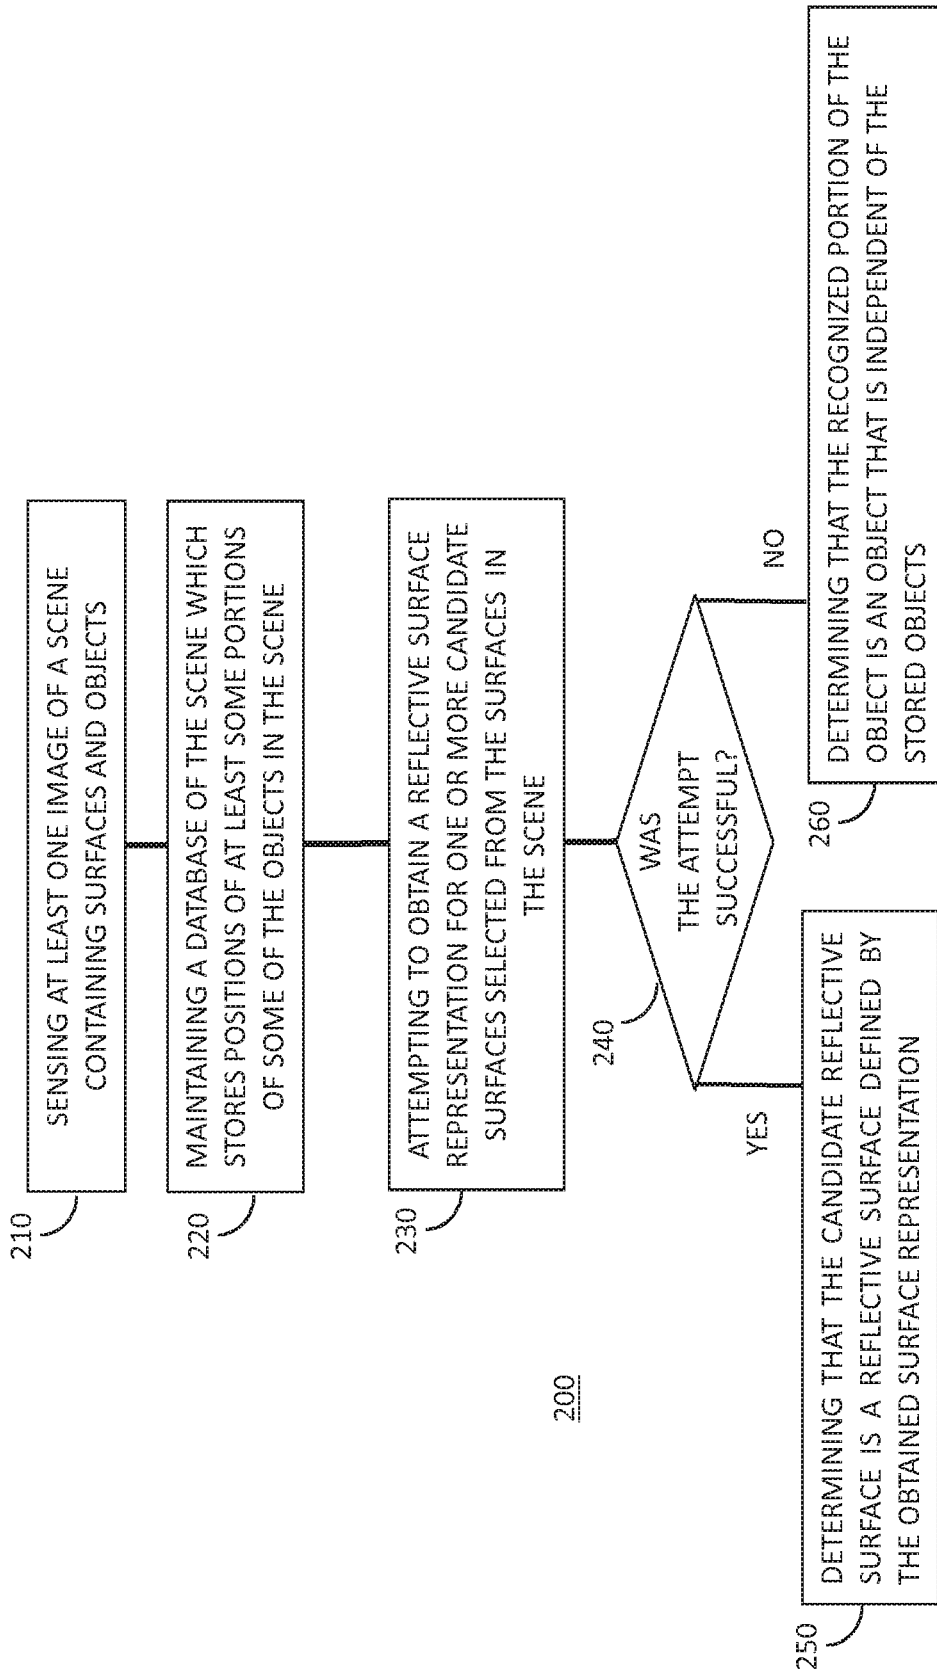 210
SENSING AT LEAST ONE IMAGE OF A SCENE
CONTAINING SURFACES AND OBJECTS
220
MAINTAINING A DATABASE OF THE SCENE WHICH
STORES POSITIONS OF AT LEAST SOME PORTIONS
OF SOME OF THE OBJECTS IN THE SCENE
230
ATTEMPTING TO OBTAIN A REFLECTIVE SURFACE
REPRESENTATION FOR ONE OR MORE CANDIDATE
SURFACES SELECTED FROM THE SURFACES IN
THE SCENE
200
240
WAS
THE ATTEMPT
SUCCESSFUL?
YES
NO
250
DETERMINING THAT THE CANDIDATE REFLECTIVE
SURFACE IS A REFLECTIVE SURFACE DEFINED BY
THE OBTAINED SURFACE REPRESENTATION
260
DETERMINING THAT THE RECOGNIZED PORTION OF THE
OBJECT IS AN OBJECT THAT IS INDEPENDENT OF THE
STORED OBJECTS